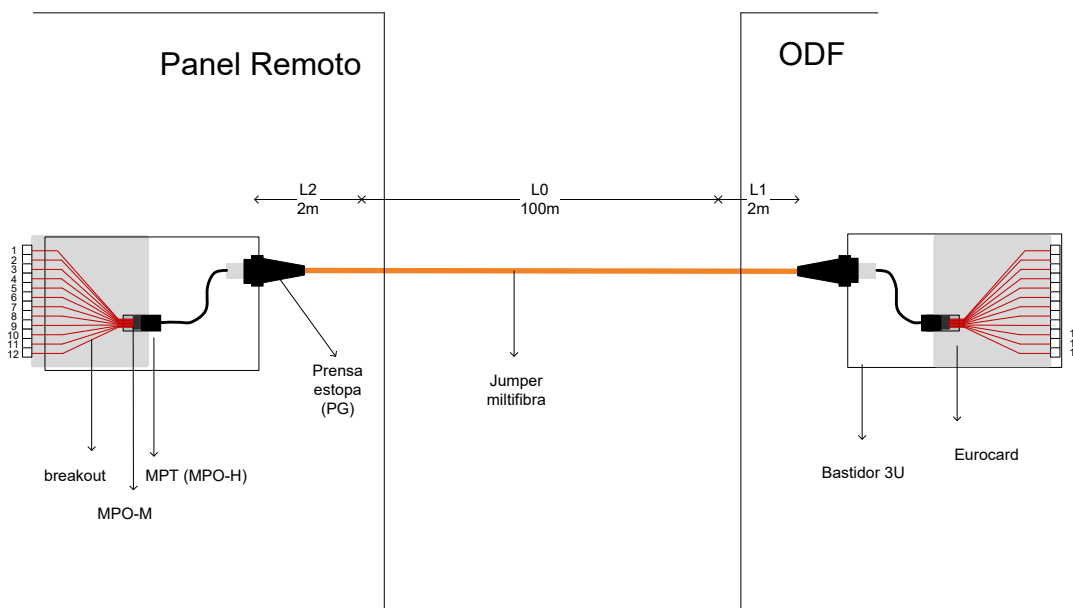 Panel Remoto
ODF
L2
L0
L1
2m
100m
2m
1
2
3
4
5
6
7
8
9
10
11
12
Prensa
estopa
(PG)
Jumper
miltifibra
breakout
MPT (MPO-H)
MPO-M
Bastidor 3U
Eurocard